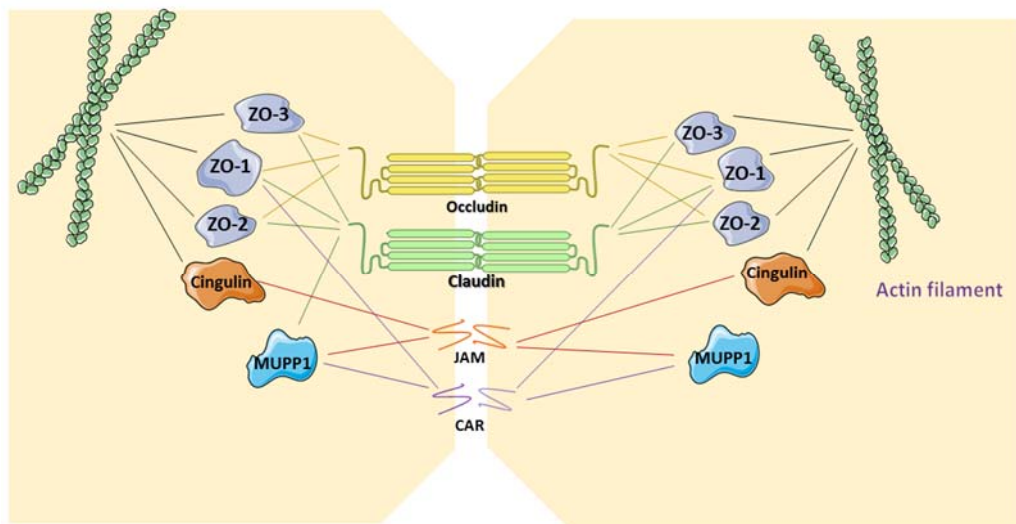 ZO-3
ZO-3
ZO-1
ZO-1
Occludin
ZO-2
ZO-2
Cingulin
Claudin
Cingulin
Actin filament
MUPP1
JAM
MUPP1
CAR